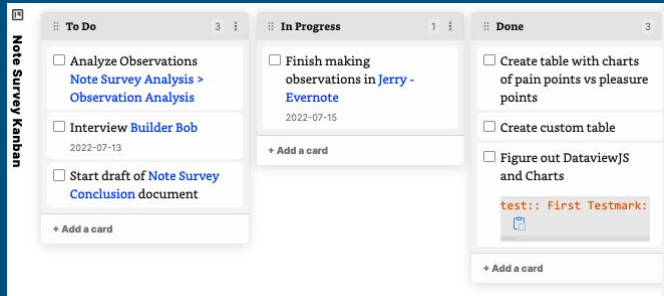 Note Survey Kanban
To Do 3
Analyze Observations
Note Survey Analysis >
Observation Analysis
Interview Builder Bob
2022-07-13
Start draft of Note Survey
Conclusion document
+ Add a card
In Progress 1
Finish making
observations in Jerry -
Evernote
2022-07-15
+ Add a card
Done 3
Create table with charts
of pain points vs pleasure
points
Create custom table
Figure out DataviewJS
and Charts
test:: First Testmark:
+ Add a card